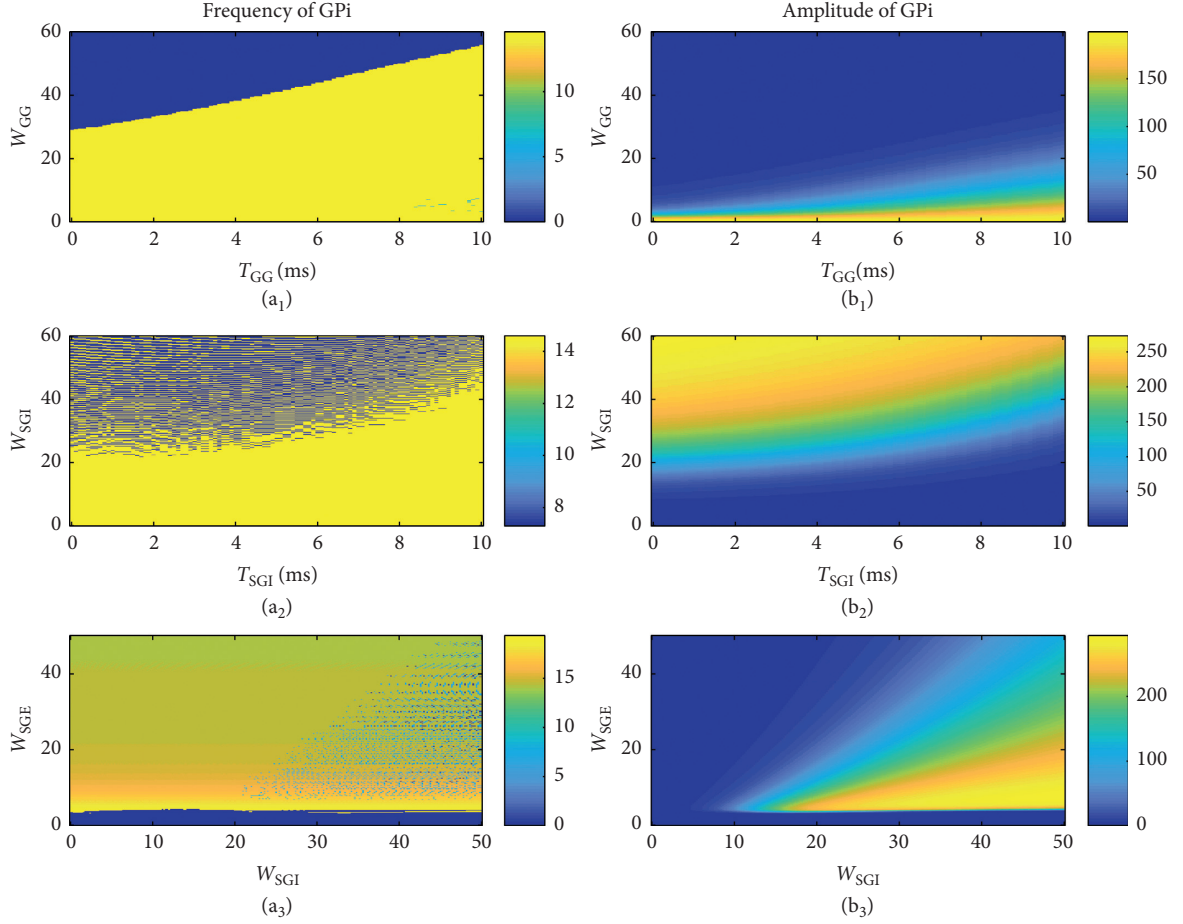 Frequency of GPi
Amplitude of GPi
60
40
20
0
W_GG
0 2 4 6 8 10
T_GG (ms)
(a_1)
10
5
0
60
40
20
0
W_GG
0 2 4 6 8 10
T_GG(ms)
(b_1)
150
100
50
60
40
20
0
W_SGI
0 2 4 6 8 10
T_SGI (ms)
(a_2)
14
12
10
8
60
40
20
0
W_SGI
0 2 4 6 8 10
T_SGI (ms)
(b_2)
250
200
150
100
50
40
20
0
W_SGE
0 10 20 30 40 50
W_SGI
(a_3)
15
10
5
0
40
20
0
W_SGE
0 10 20 30 40 50
W_SGI
(b_3)
200
100
0